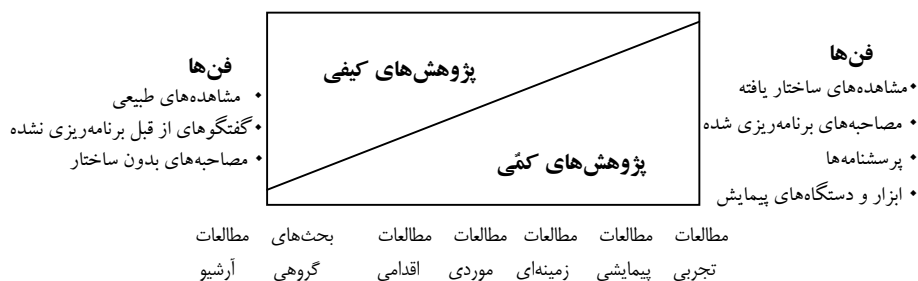 فن‌ها
•مشاهده‌های ساختار یافته
• مصاحبه‌های برنامه‌ریزی شده
• پرسشنامه‌ها
• ابزار و دستگاه‌های پیمایش
پژوهش‌های کیفی
پژوهش‌های کمّی
فن‌ها
• مشاهده‌های طبیعی
•گفتگوهای از قبل برنامه‌ریزی نشده
• مصاحبه‌های بدون ساختار
مطالعات مطالعات مطالعات مطالعات مطالعات بحث‌های مطالعات
تجربی پیمایشی زمینه‌ای موردی اقدامی گروهی آرشیو